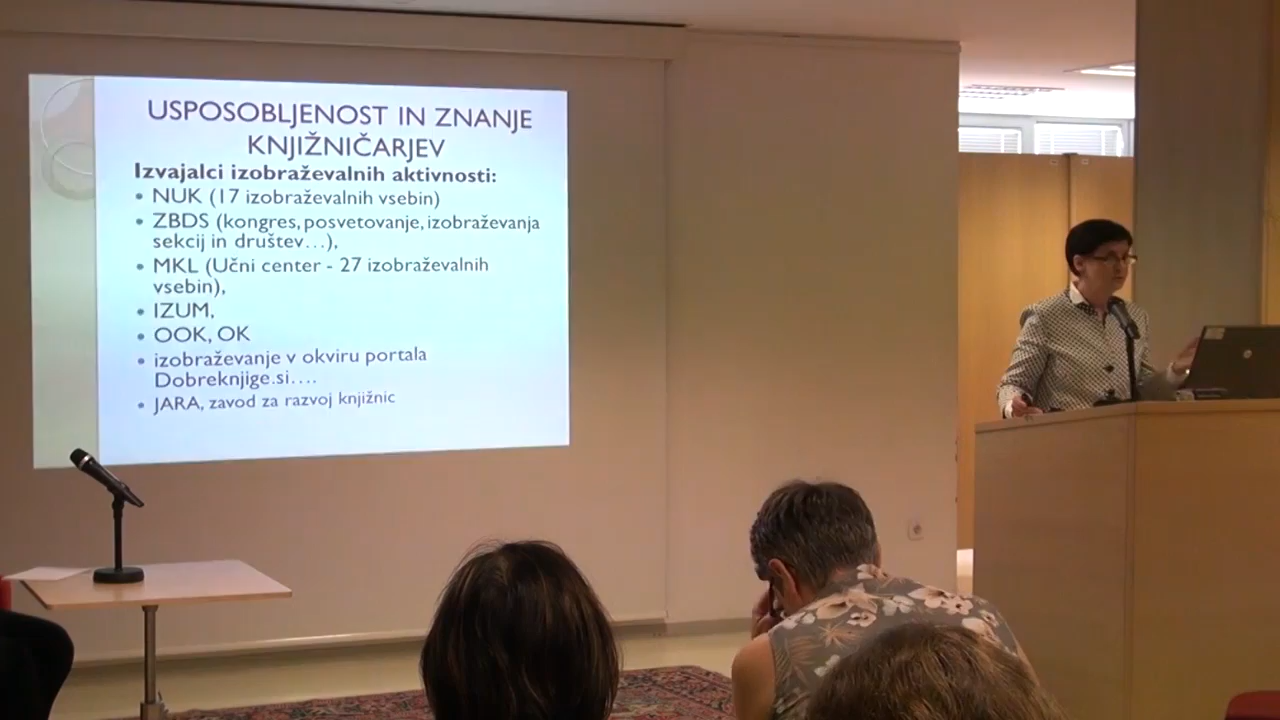 USPOSOBLJENOST IN ZNANJE
KNJIŽNIČARJEV
Izvajalci izobraževalnih aktivnosti:
• NUK (17 izobraževalnih vsebin)
• ZBDS (kongres, posvetovanje, izobraževanja
sekcij in društev...),
• MKL (Učni center - 27 izobraževalnih
vsebin),
• IZUM,
• OOK, OK
• izobraževanje v okviru portala
Dobreknjige.si....
• JARA, zavod za razvoj knjižnic